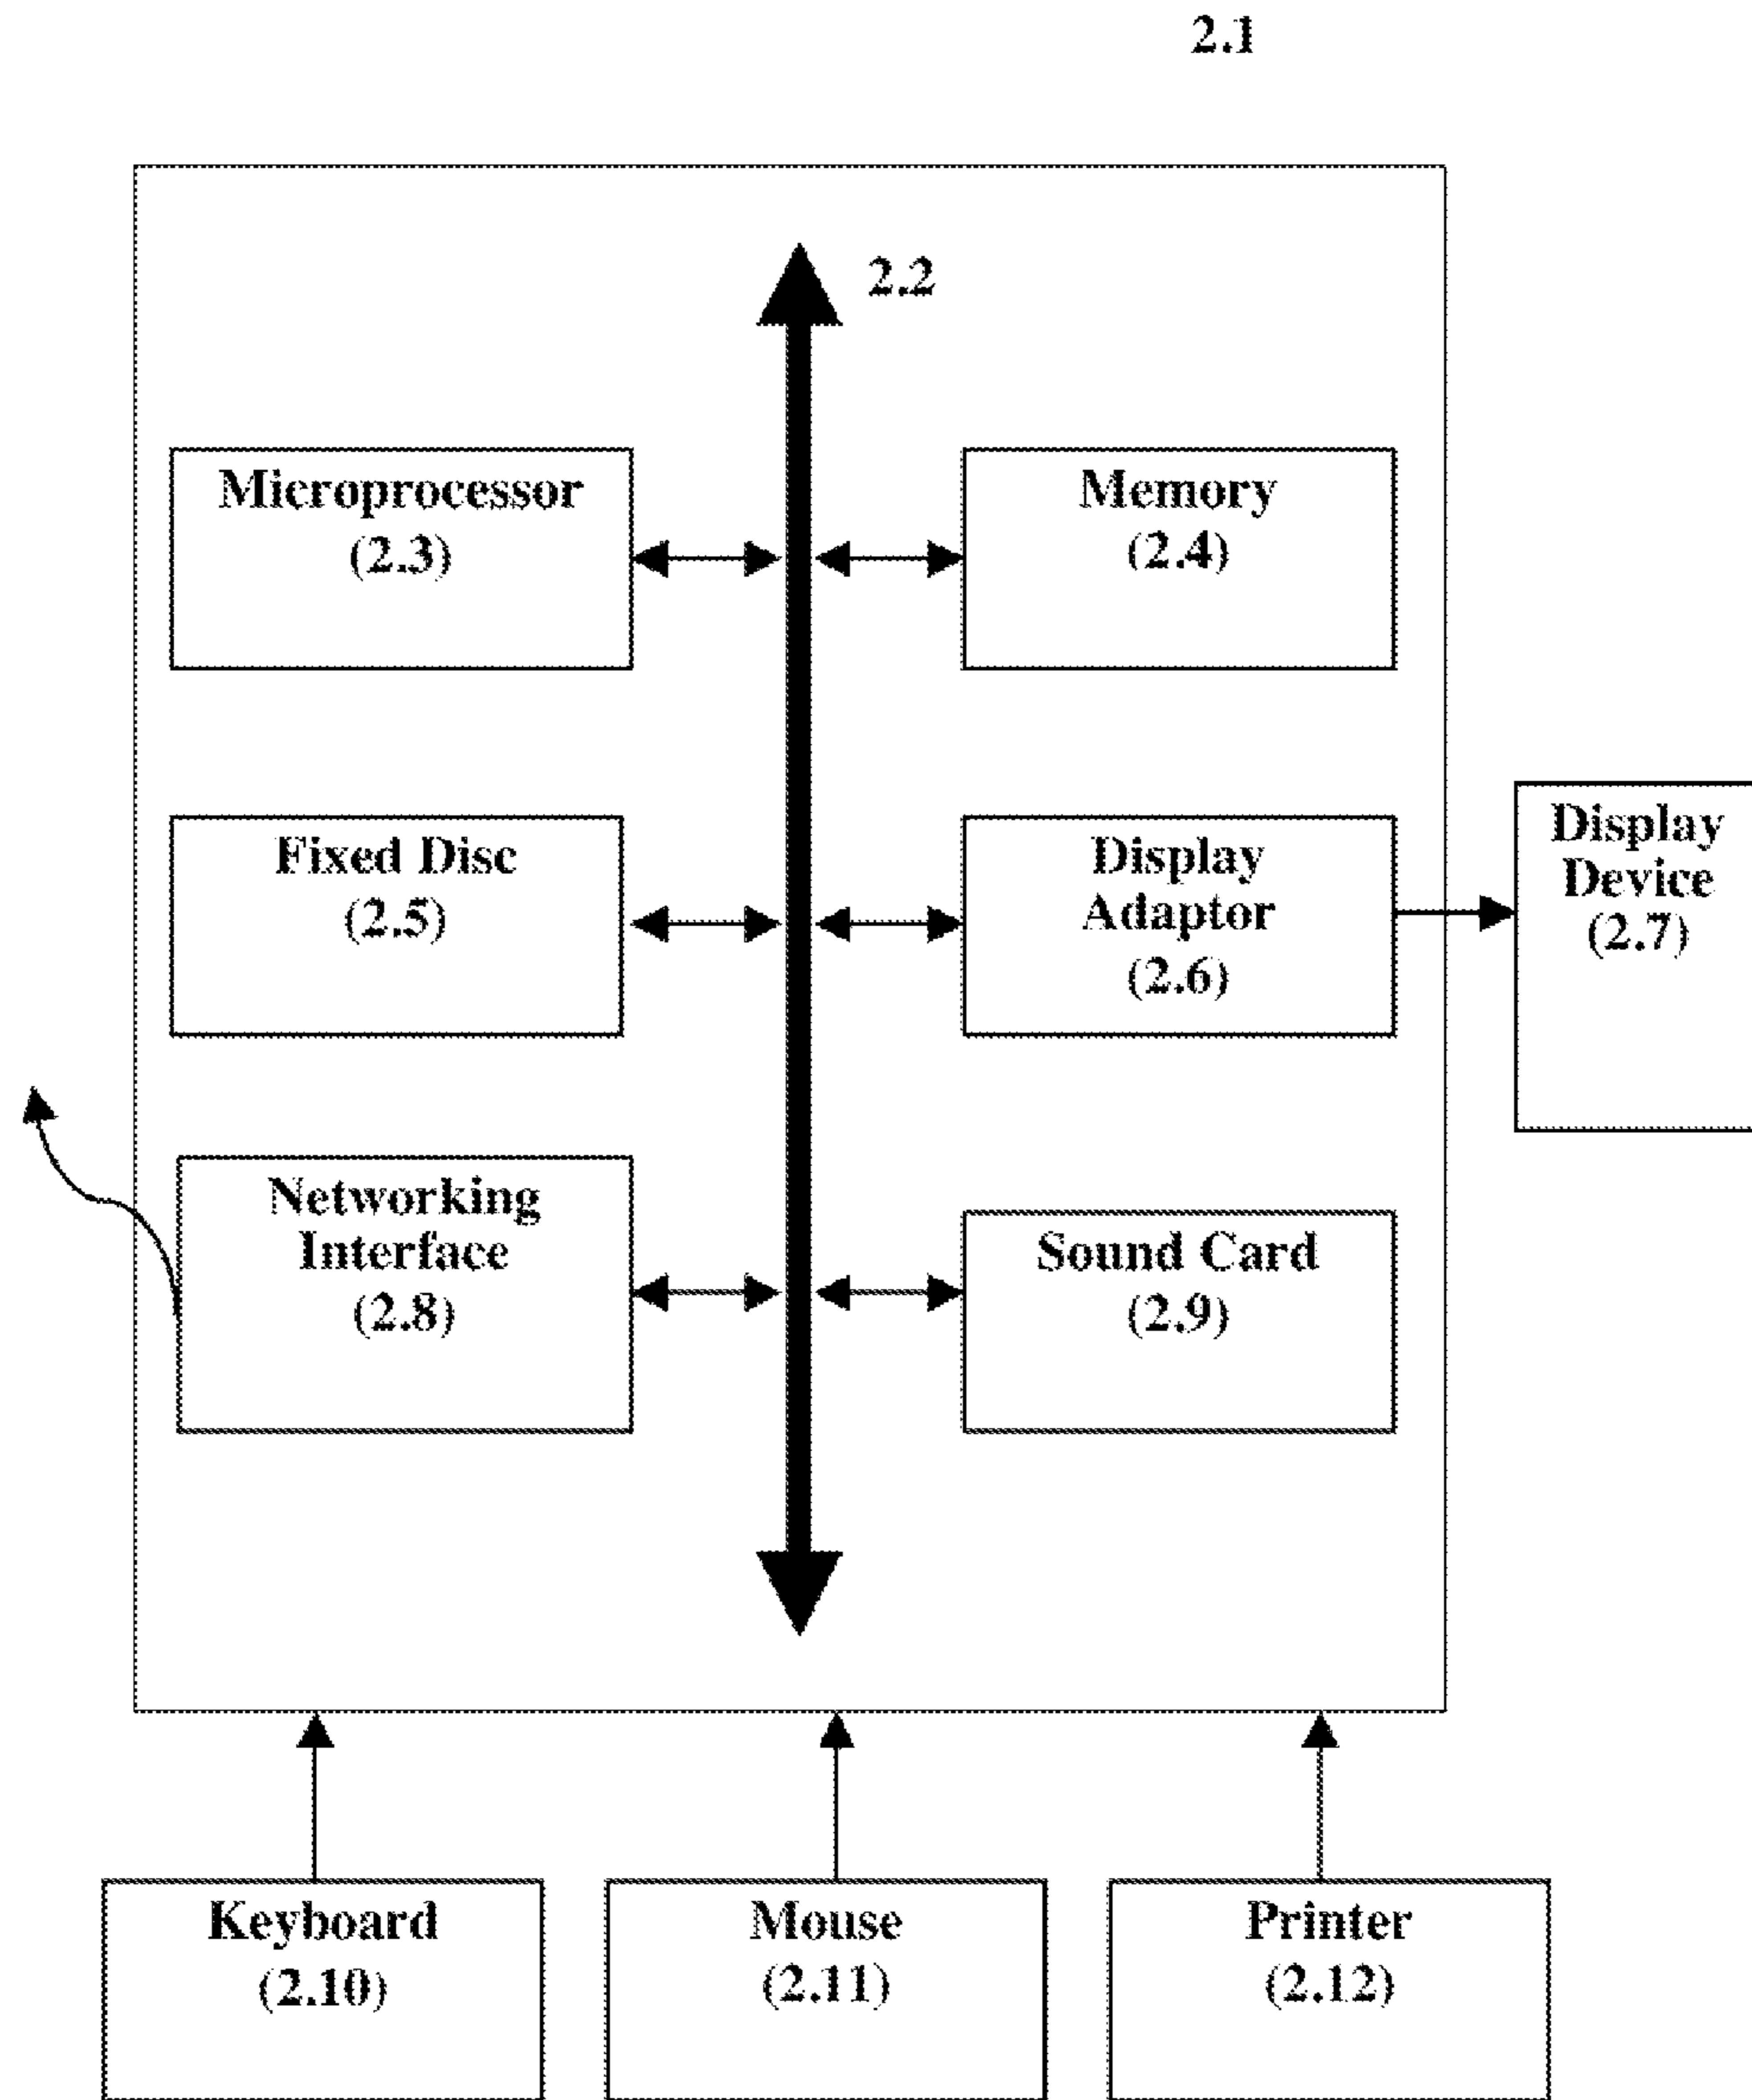 2.1
2.2
Microprocessor
(2.3)
Memory
(2.4)
Fixed Disc
(2.5)
Display
Adaptor
(2.6)
Display
Device
(2.7)
Networking
Interface
(2.8)
Sound Card
(2.9)
Keyboard
(2.10)
Mouse
(2.11)
Printer
(2.12)